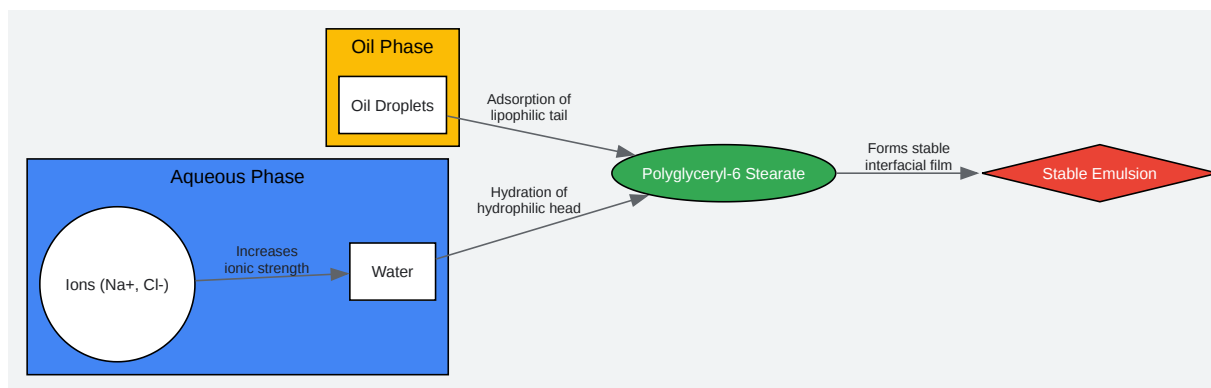 Oil Phase
Oil Droplets
Adsorption of
lipophilic tail
Aqueous Phase
Ions (Na+, Cl-)
Increases
ionic strength
Water
Hydration of
hydrophilic head
Polyglyceryl-6 Stearate
Forms stable
interfacial film
Stable Emulsion